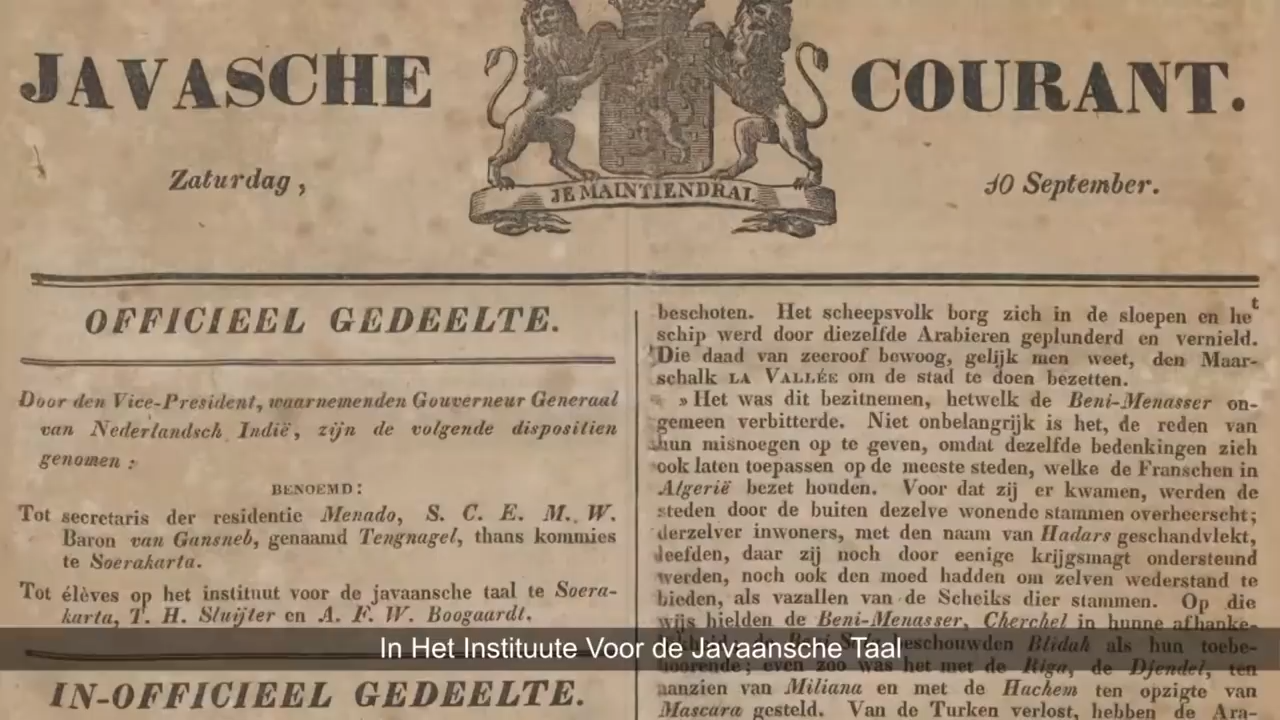 JAVASCHE COURANT.
JE MAINTIENDRAI.
Zaturdag, 10 September.
OFFICIEEL GEDEELTE.
Door den Vice-President, waarnemenden Gouverneur Generaal
van Nederlandsch Indië, zijn de volgende dispositien
genomen :
BENOEMD:
Tot secretaris der residentie Menado, S. C. E. M. W.
Baron van Gansneb, genaamd Tengnagel, thans kommies
te Soerakarta.
Tot élèves op het instituut voor de javaansche taal te Soera-
karta, T. H. Sluijter en A. F. W. Boogaardt.
IN-OFFICIEEL GEDEELTE.
beschoten. Het scheepsvolk borg zich in de sloepen en het
schip werd door diezelfde Arabieren geplunderd en vernield.
Die daad van zeeroof bewoog, gelijk men weet, den Maar-
schalk LA VALLÉE om de stad te doen bezetten.
» Het was dit bezitnemen, hetwelk de Beni-Menasser on-
gemeen verbitterde. Niet onbelangrijk is het, de reden van
hun misnoegen op te geven, omdat dezelfde bedenkingen zich
ook laten toepassen op de meeste steden, welke de Franschen in
Algerië bezet houden. Voor dat zij er kwamen, werden de
steden door de buiten dezelve wonende stammen overheerscht;
derzelver inwoners, met den naam van Hadars geschandvlekt,
leefden, daar zij noch door eenige krijgsmagt ondersteund
werden, noch ook den moed hadden om zelven wederstand te
bieden, als vazallen van de Scheiks dier stammen. Op die
wijs hielden de Beni-Menasser, Cherchel in hunne afhanke-
beschouwden Blidah als hun toebe-
hoorende; even zoo was het met de Riga, de Djendel, ten
aanzien van Miliana en met de Hachem ten opzigte van
Mascara gesteld. Van de Turken verlost, hebben de Ara-
In Het Instituute Voor de Javaansche Taal